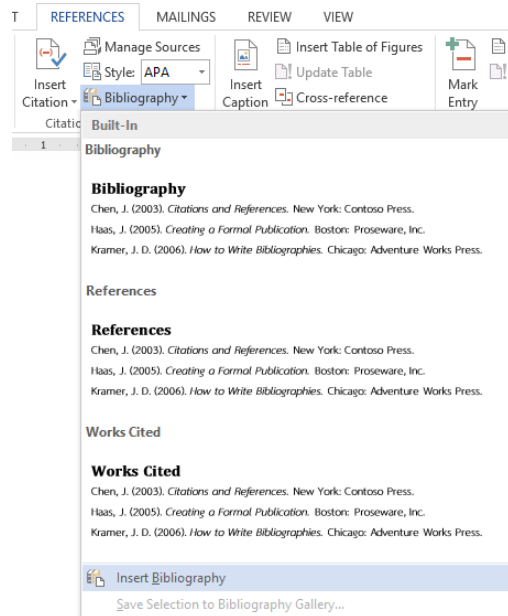 T REFERENCES MAILINGS REVIEW VIEW
Manage Sources
Style: APA
Bibliography
Insert
Citation
Insert
Caption
Insert Table of Figures
Update Table
Cross-reference
Mark
Entry
Citatic
1
Built-In
Bibliography
Bibliography
Chen, J. (2003). Citations and References. New York: Contoso Press.
Haas, J. (2005). Creating a Formal Publication. Boston: Proseware, Inc.
Kramer, J. D. (2006). How to Write Bibliographies. Chicago: Adventure Works Press.
References
References
Chen, J. (2003). Citations and References. New York: Contoso Press.
Haas, J. (2005). Creating a Formal Publication. Boston: Proseware, Inc.
Kramer, J. D. (2006). How to Write Bibliographies. Chicago: Adventure Works Press.
Works Cited
Works Cited
Chen, J. (2003). Citations and References. New York: Contoso Press.
Haas, J. (2005). Creating a Formal Publication. Boston: Proseware, Inc.
Kramer, J. D. (2006). How to Write Bibliographies. Chicago: Adventure Works Press.
Insert Bibliography
Save Selection to Bibliography Gallery...